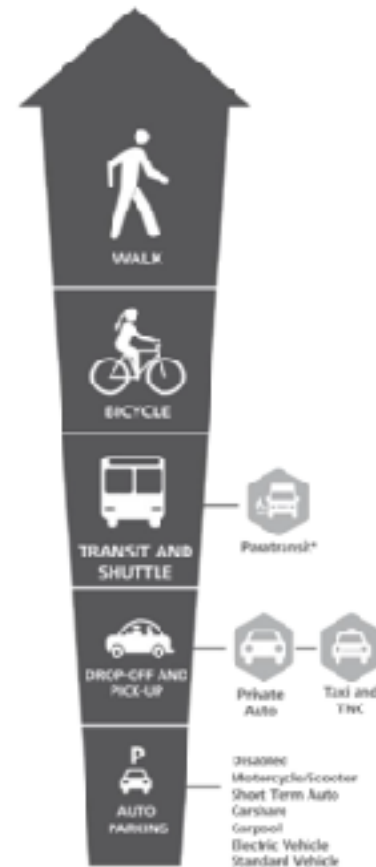 WALK
BICYCLE
TRANSIT AND
SHUTTLE
Paratransit*
DROP-OFF AND
PICK-UP
Private
Auto
Taxi and
TNC
P
AUTO
PARKING
Disabled
Motorcycle/Scooter
Short Term Auto
Carshare
Carpool
Electric Vehicle
Standard Vehicle